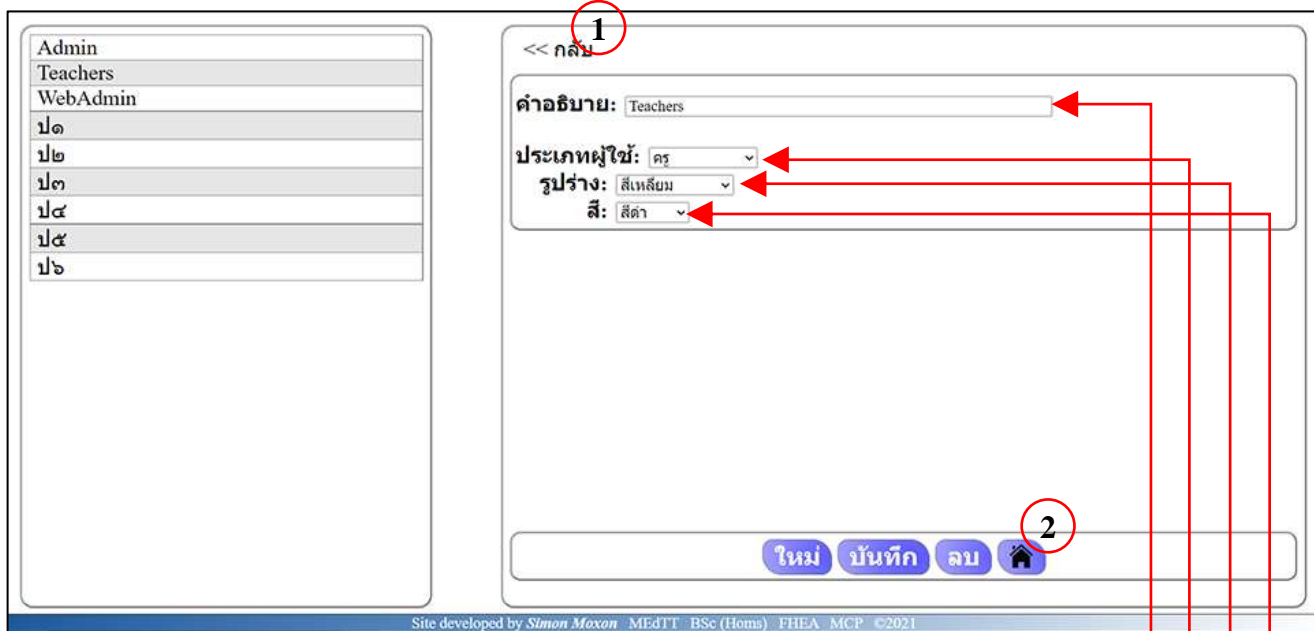 Admin
Teachers
WebAdmin
ป๑
ป๒
ป๓
ป๔
ป๕
ป๖
1
<< กลับ
คำอธิบาย: Teachers
ประเภทผู้ใช้: ครู
รูปร่าง: สี่เหลี่ยม
สี: สีดำ
2
ใหม่ บันทึก ลบ
Site developed by Simon Moxon MEdTT BSc (Homs) FHEA MCP ©2021